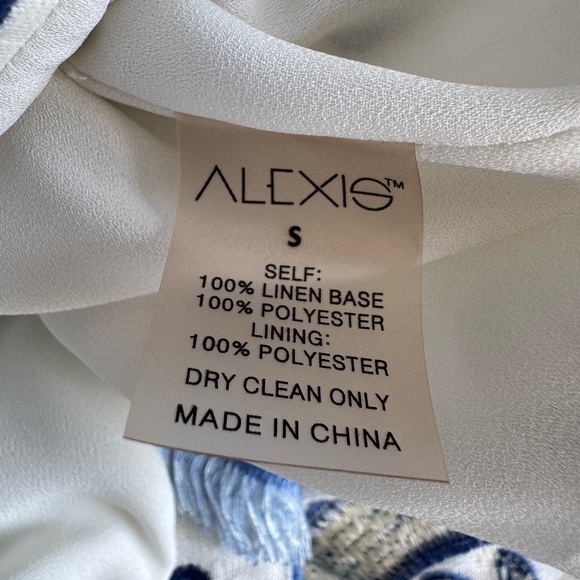 ALEXIS™
S
SELF:
100% LINEN BASE
100% POLYESTER
LINING:
100% POLYESTER
DRY CLEAN ONLY
MADE IN CHINA